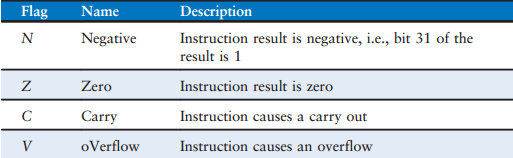 Flag Name Description
N Negative Instruction result is negative, i.e., bit 31 of the
result is 1
Z Zero Instruction result is zero
C Carry Instruction causes a carry out
V oVerflow Instruction causes an overflow